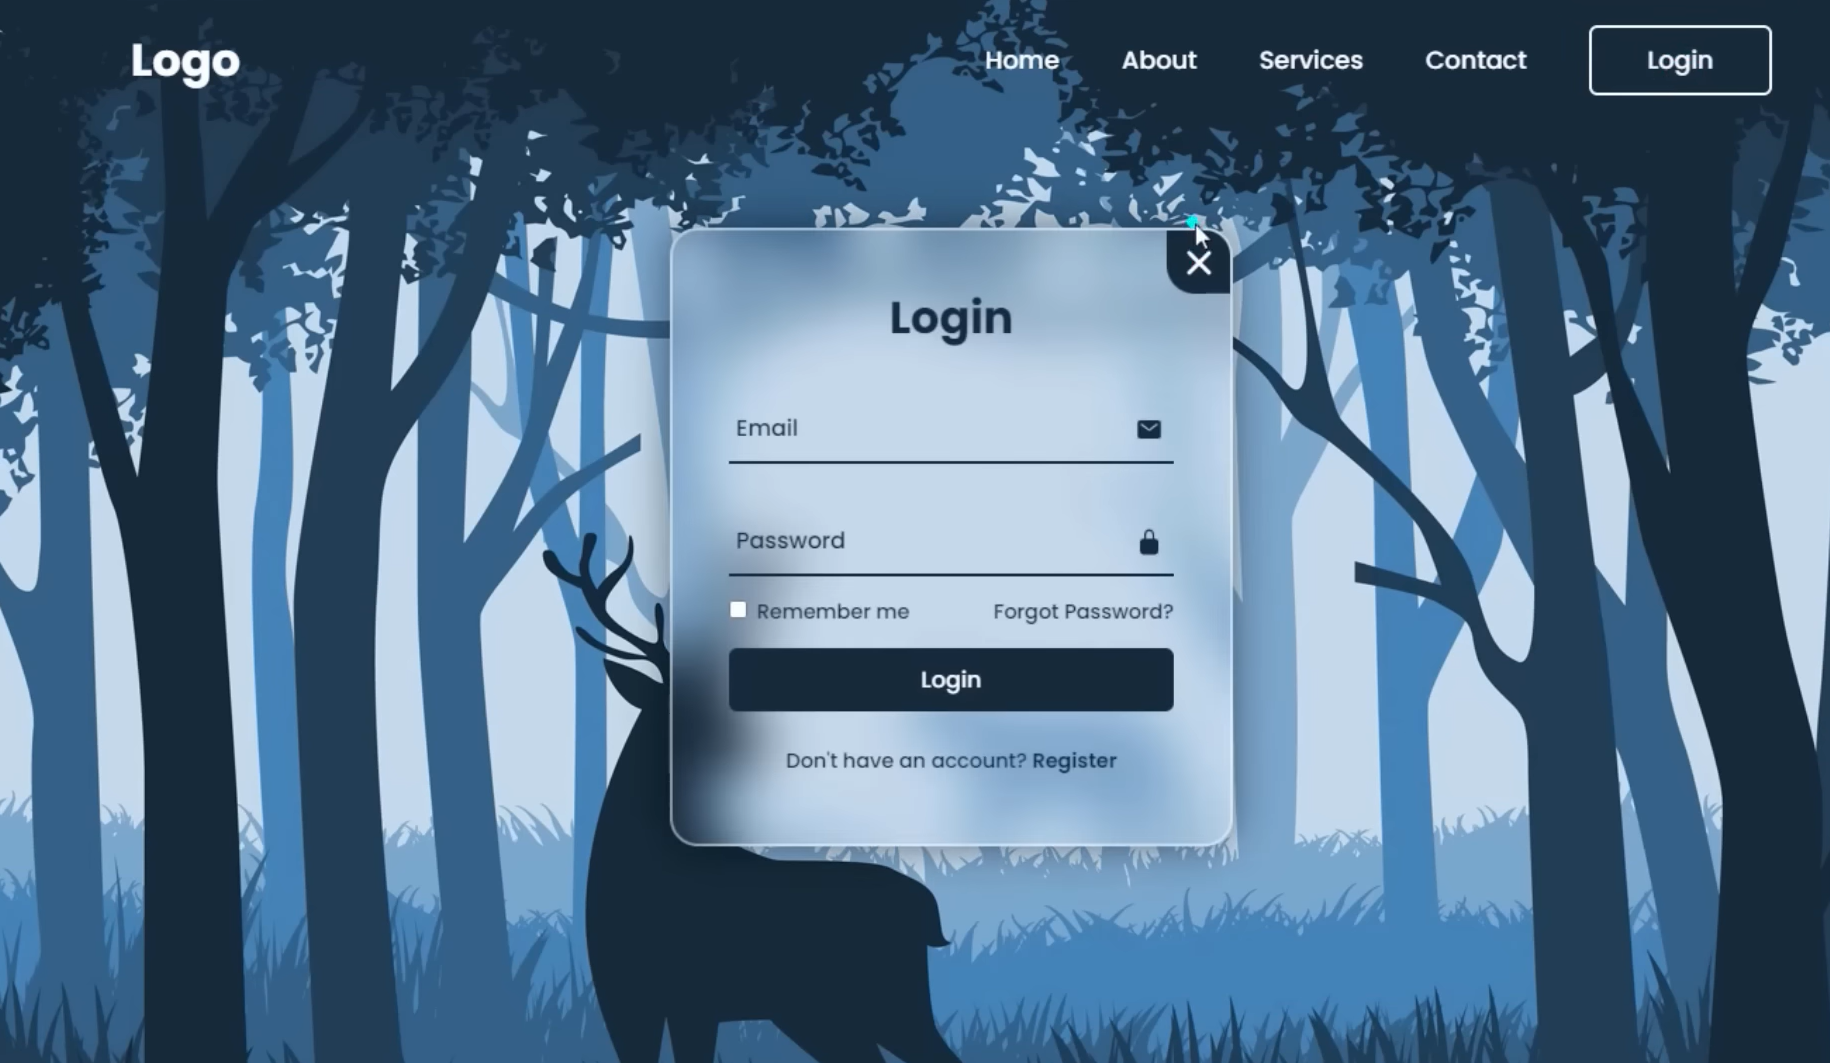 Logo
Home About Services Contact Login
Login
Email
Password
Remember me Forgot Password?
Login
Don't have an account? Register